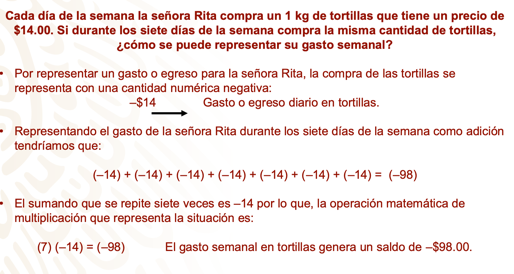 Cada día de la semana la señora Rita compra un 1 kg de tortillas que tiene un precio de
$14.00. Si durante los siete días de la semana compra la misma cantidad de tortillas,
¿cómo se puede representar su gasto semanal?
• Por representar un gasto o egreso para la señora Rita, la compra de las tortillas se
representa con una cantidad numérica negativa:
–$14 Gasto o egreso diario en tortillas.
• Representando el gasto de la señora Rita durante los siete días de la semana como adición
tendríamos que:
(–14) + (–14) + (–14) + (–14) + (–14) + (–14) + (–14) = (–98)
• El sumando que se repite siete veces es –14 por lo que, la operación matemática de
multiplicación que representa la situación es:
(7) (–14) = (–98) El gasto semanal en tortillas genera un saldo de –$98.00.